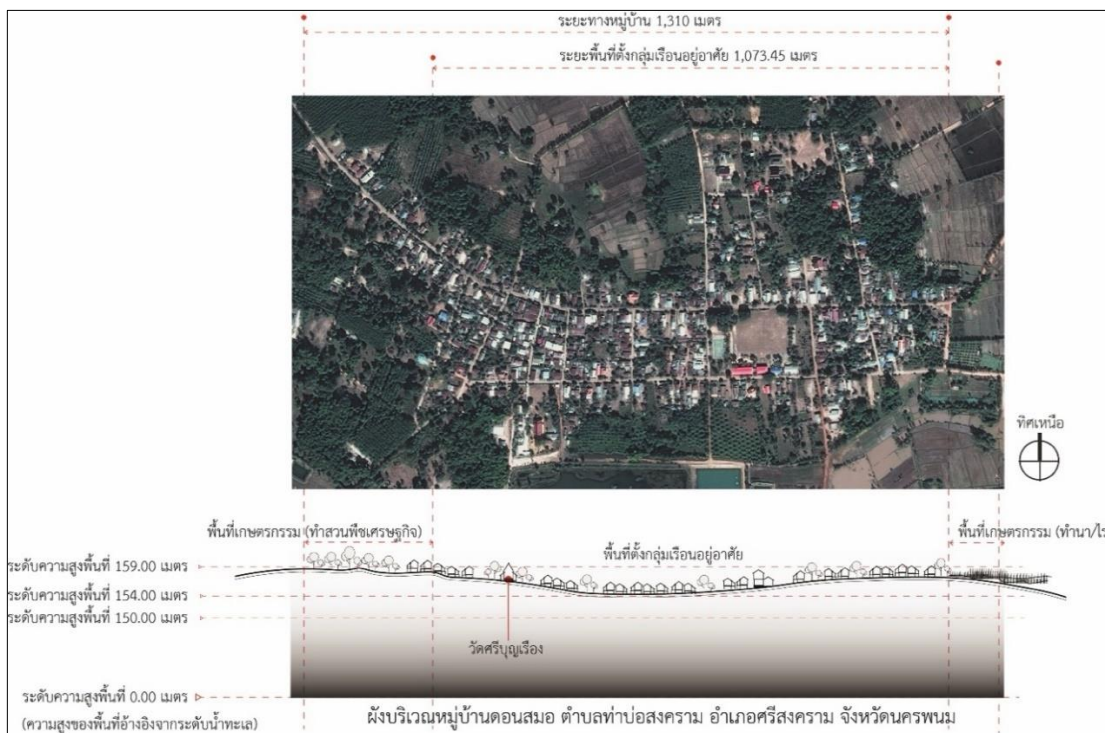 ระยะทางหมู่บ้าน 1,310 เมตร
ระยะพื้นที่ตั้งกลุ่มเรือนอยู่อาศัย 1,073.45 เมตร
ทิศเหนือ
พื้นที่เกษตรกรรม (ทำสวนพืชเศรษฐกิจ)
พื้นที่ตั้งกลุ่มเรือนอยู่อาศัย
พื้นที่เกษตรกรรม (ทำนา/ไร
ระดับความสูงพื้นที่ 159.00 เมตร
ระดับความสูงพื้นที่ 154.00 เมตร
ระดับความสูงพื้นที่ 150.00 เมตร
วัดศรีบุญเรือง
ระดับความสูงพื้นที่ 0.00 เมตร
(ความสูงของพื้นที่อ้างอิงจากระดับน้ำทะเล)
ผังบริเวณหมู่บ้านดอนสมอ ตำบลท่าบ่อสงคราม อำเภอศรีสงคราม จังหวัดนครพนม